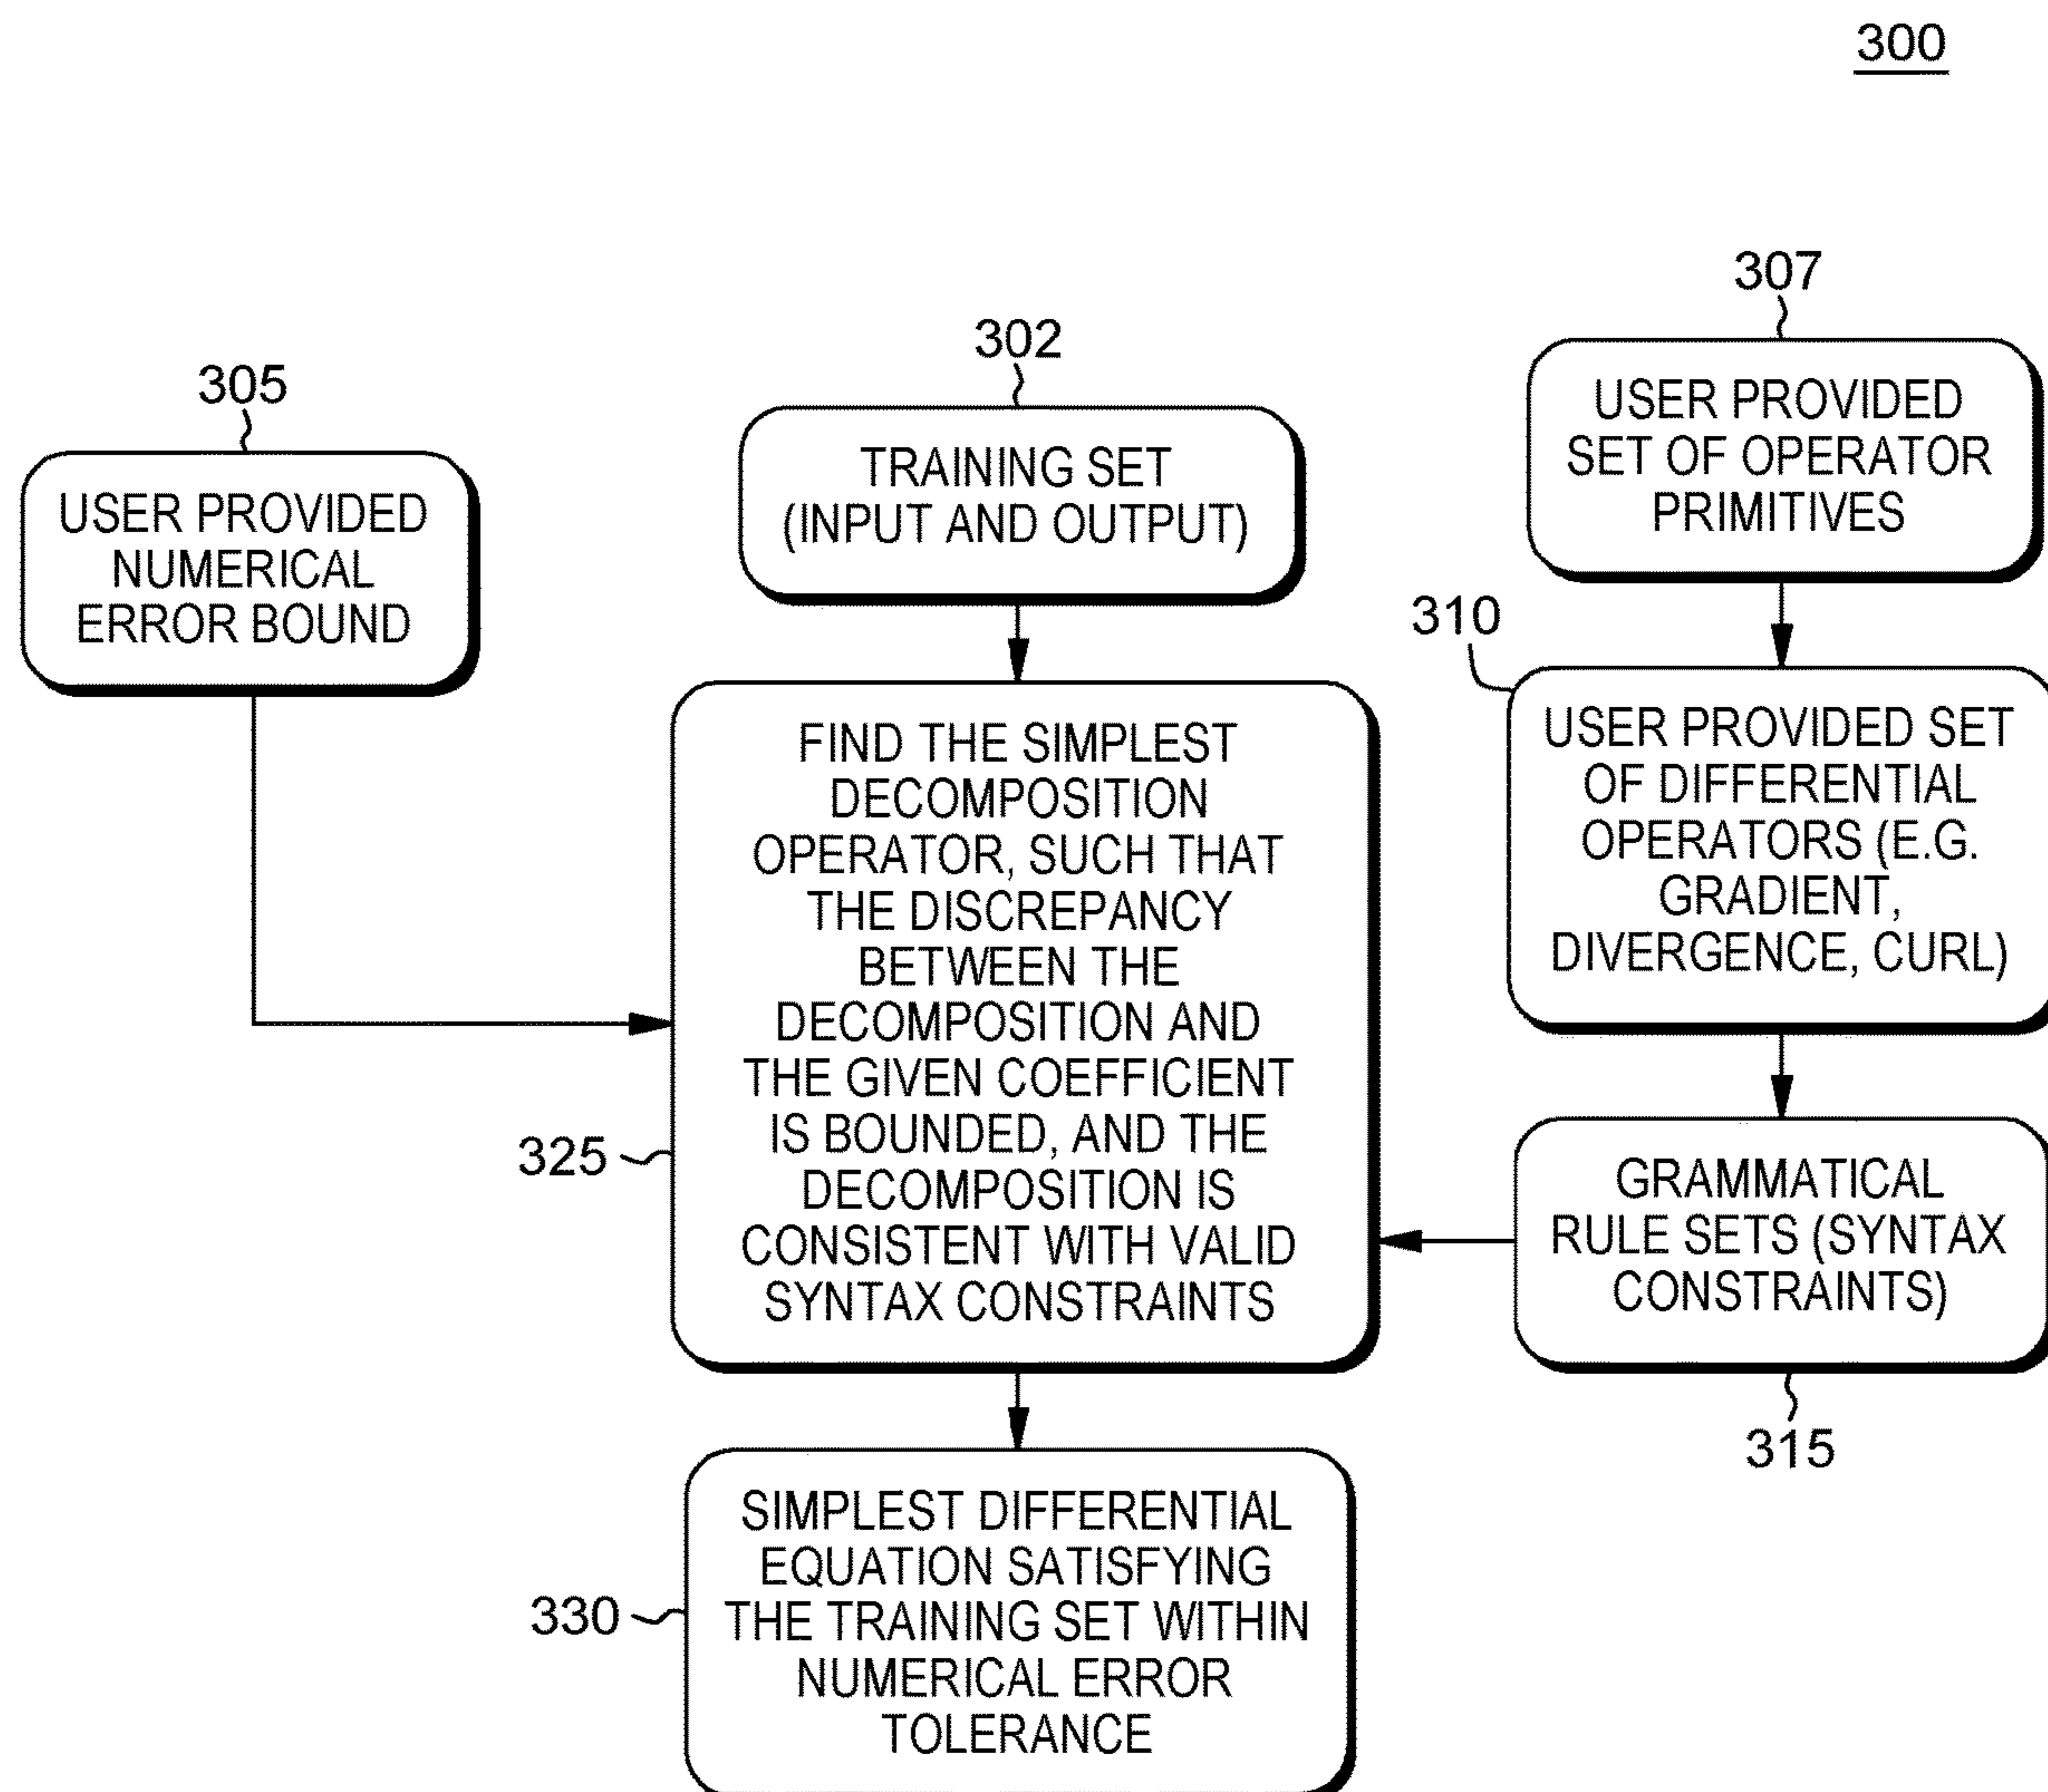 300
305
USER PROVIDED
NUMERICAL
ERROR BOUND
302
TRAINING SET
(INPUT AND OUTPUT)
307
USER PROVIDED
SET OF OPERATOR
PRIMITIVES
310
USER PROVIDED SET
OF DIFFERENTIAL
OPERATORS (E.G.
GRADIENT,
DIVERGENCE, CURL)
FIND THE SIMPLEST
DECOMPOSITION
OPERATOR, SUCH THAT
THE DISCREPANCY
BETWEEN THE
DECOMPOSITION AND
THE GIVEN COEFFICIENT
IS BOUNDED, AND THE
DECOMPOSITION IS
CONSISTENT WITH VALID
SYNTAX CONSTRAINTS
325
GRAMMATICAL
RULE SETS (SYNTAX
CONSTRAINTS)
315
SIMPLEST DIFFERENTIAL
EQUATION SATISFYING
THE TRAINING SET WITHIN
NUMERICAL ERROR
TOLERANCE
330